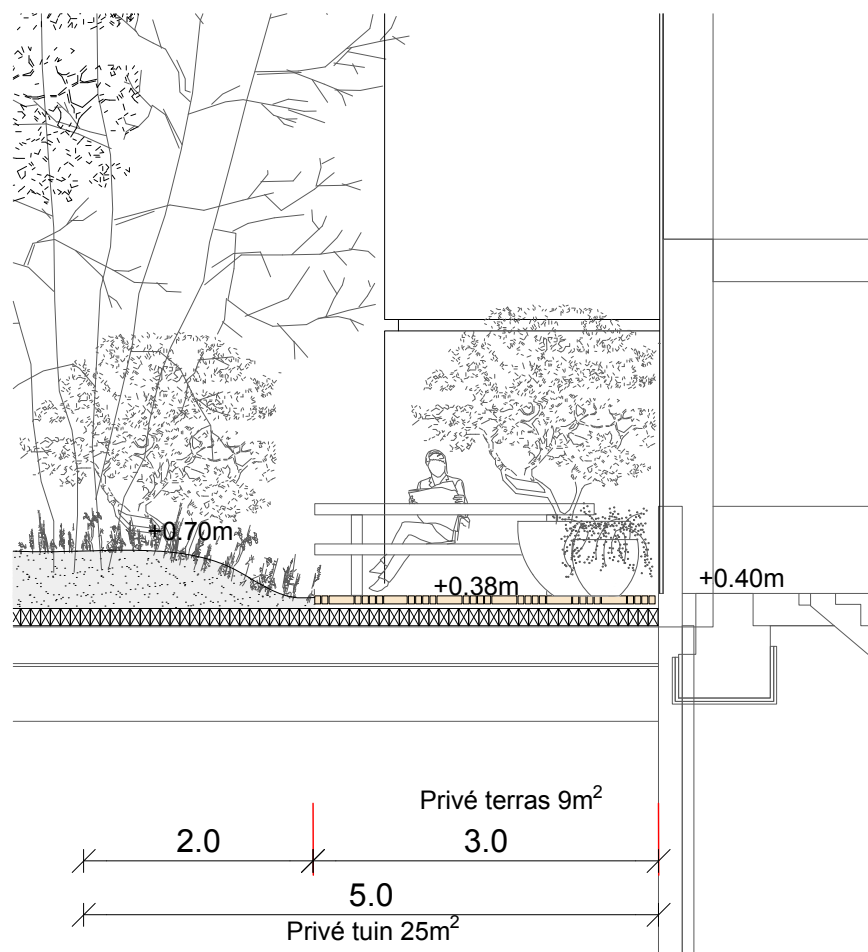 +0.70m
+0.38m
+0.40m
Privé terras 9m²
2.0
3.0
5.0
Privé tuin 25m²